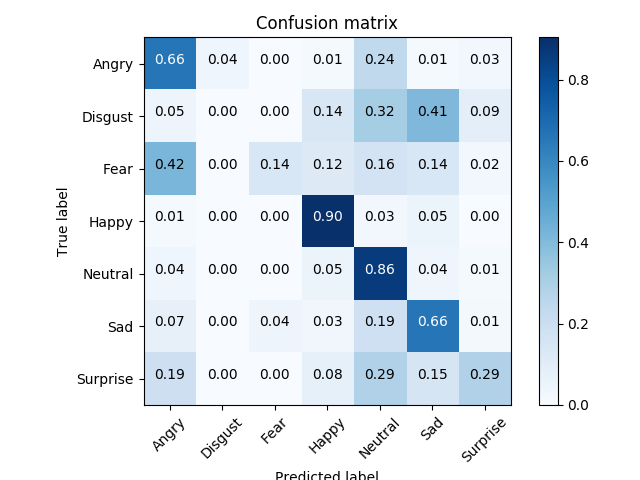 Confusion matrix
Angry 0.66 0.04 0.00 0.01 0.24 0.01 0.03
Disgust 0.05 0.00 0.00 0.14 0.32 0.41 0.09
Fear 0.42 0.00 0.14 0.12 0.16 0.14 0.02
Happy 0.01 0.00 0.00 0.90 0.03 0.05 0.00
Neutral 0.04 0.00 0.00 0.05 0.86 0.04 0.01
Sad 0.07 0.00 0.04 0.03 0.19 0.66 0.01
Surprise 0.19 0.00 0.00 0.08 0.29 0.15 0.29
True label
Angry Disgust Fear Happy Neutral Sad Surprise
Predicted label
0.8
0.6
0.4
0.2
0.0